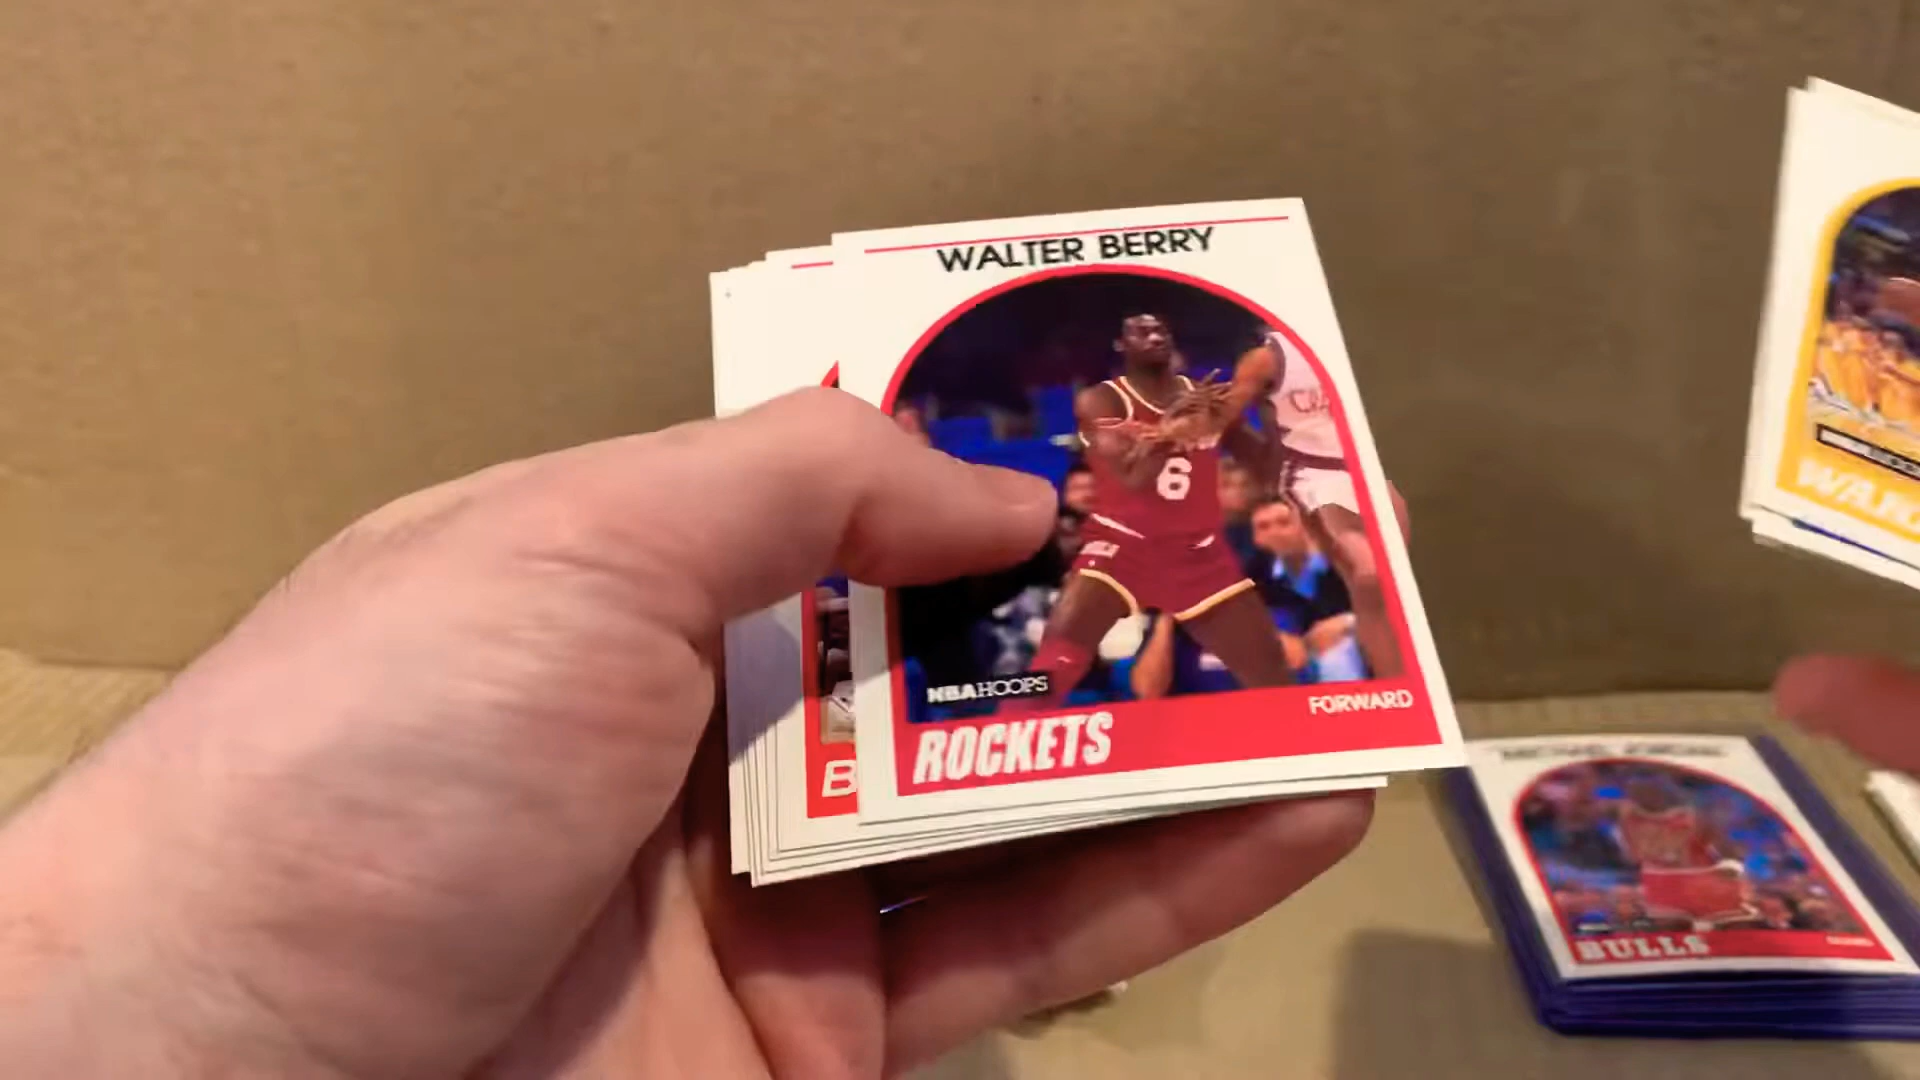 WALTER BERRY
6
NBA HOOPS
FORWARD
ROCKETS
B
MICHAEL JORDAN
BULLS